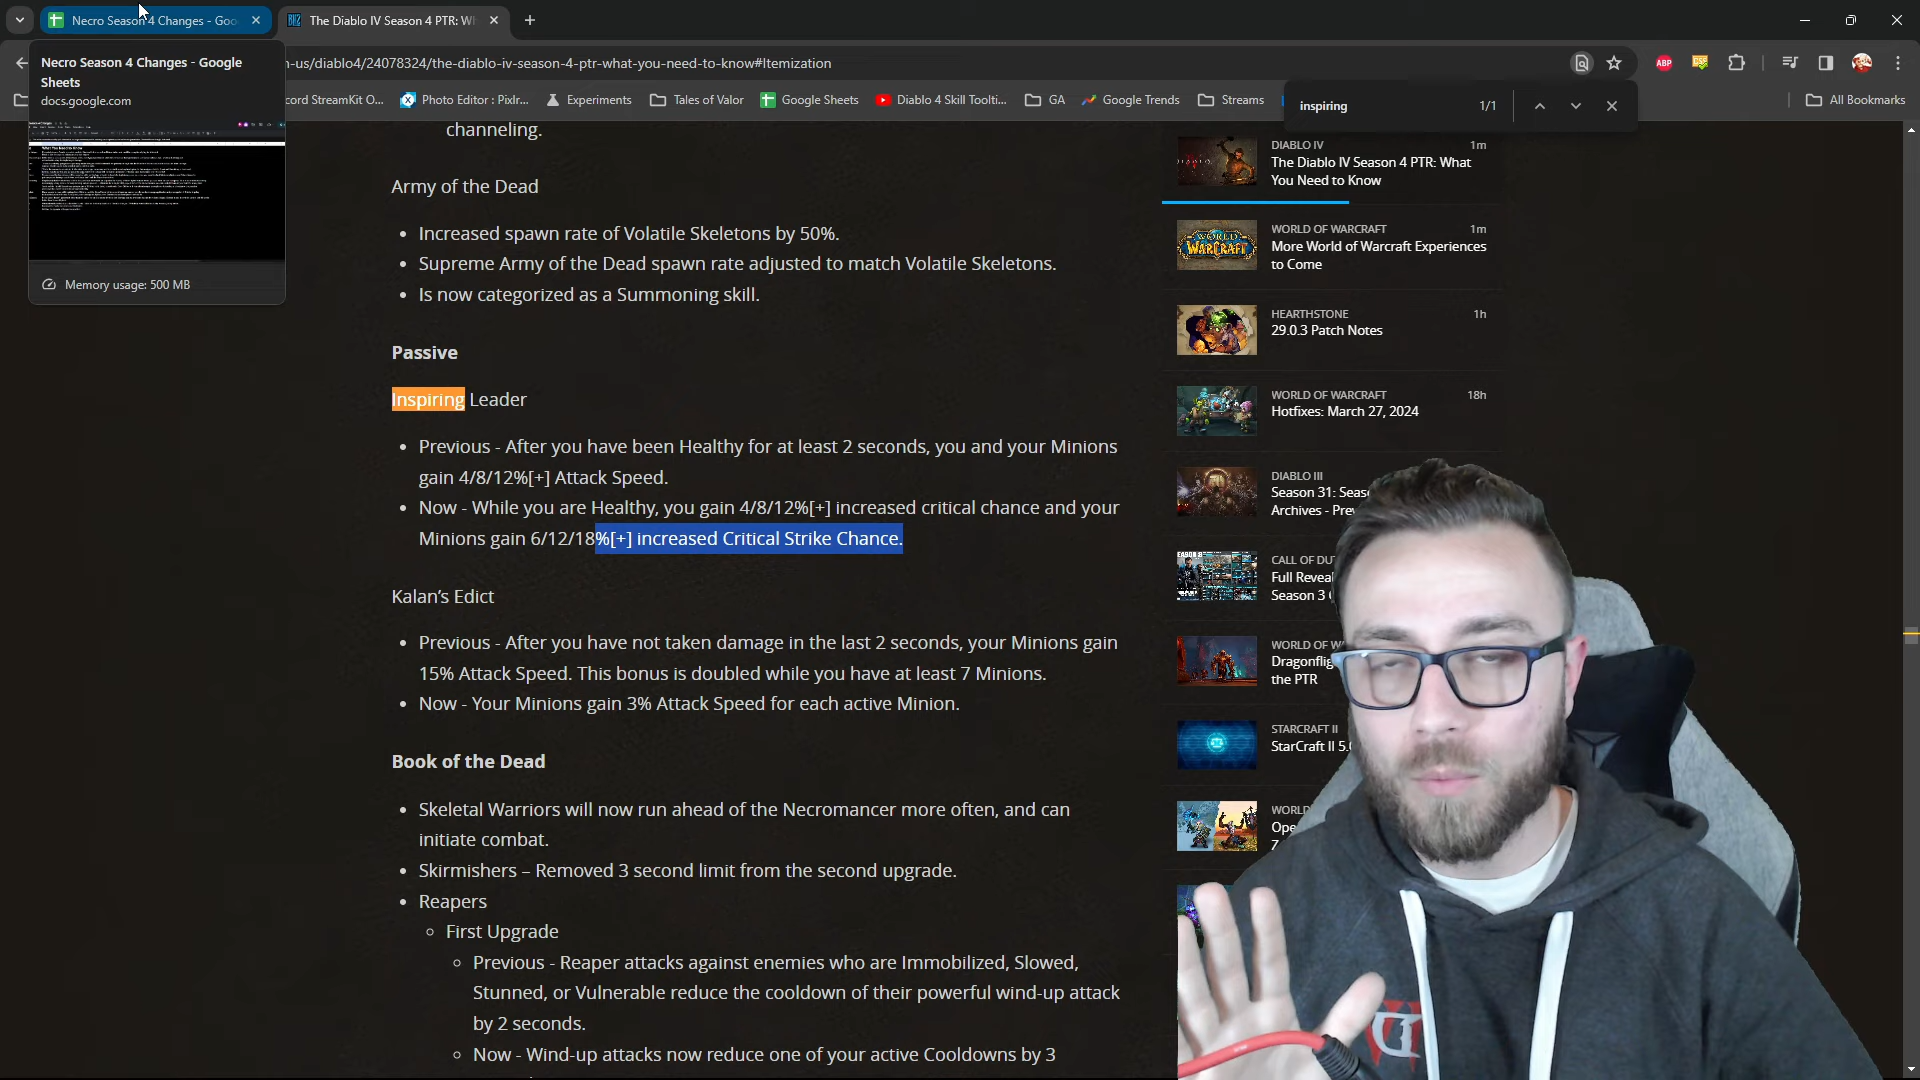 Necro Season 4 Changes - Goo
The Diablo IV Season 4 PTR: W
Necro Season 4 Changes - Google
Sheets
docs.google.com
Memory usage: 500 MB
n-us/diablo4/24078324/the-diablo-iv-season-4-ptr-what-you-need-to-know#Itemization
ABP
cord StreamKit O...
Photo Editor : Pixlr...
Experiments
Tales of Valor
Google Sheets
Diablo 4 Skill Toolti...
GA
Google Trends
Streams
All Bookmarks
inspiring
1/1
channeling.
Army of the Dead
• Increased spawn rate of Volatile Skeletons by 50%.
• Supreme Army of the Dead spawn rate adjusted to match Volatile Skeletons.
• Is now categorized as a Summoning skill.
Passive
Inspiring Leader
• Previous - After you have been Healthy for at least 2 seconds, you and your Minions
gain 4/8/12%[+] Attack Speed.
• Now - While you are Healthy, you gain 4/8/12%[+] increased critical chance and your
Minions gain 6/12/18%[+] increased Critical Strike Chance.
Kalan's Edict
• Previous - After you have not taken damage in the last 2 seconds, your Minions gain
15% Attack Speed. This bonus is doubled while you have at least 7 Minions.
• Now - Your Minions gain 3% Attack Speed for each active Minion.
Book of the Dead
• Skeletal Warriors will now run ahead of the Necromancer more often, and can
initiate combat.
• Skirmishers – Removed 3 second limit from the second upgrade.
• Reapers
First Upgrade
Previous - Reaper attacks against enemies who are Immobilized, Slowed,
Stunned, or Vulnerable reduce the cooldown of their powerful wind-up attack
by 2 seconds.
Now - Wind-up attacks now reduce one of your active Cooldowns by 3
DIABLO IV
1m
The Diablo IV Season 4 PTR: What
You Need to Know
WORLD OF WARCRAFT
1m
More World of Warcraft Experiences
to Come
HEARTHSTONE
1h
29.0.3 Patch Notes
WORLD OF WARCRAFT
18h
Hotfixes: March 27, 2024
DIABLO III
Season 31: Seas
Archives - Prev
CALL OF DU
Full Reveal
Season 3
WORLD OF W
Dragonflig
the PTR
STARCRAFT II
StarCraft II 5.0
WORL
Ope